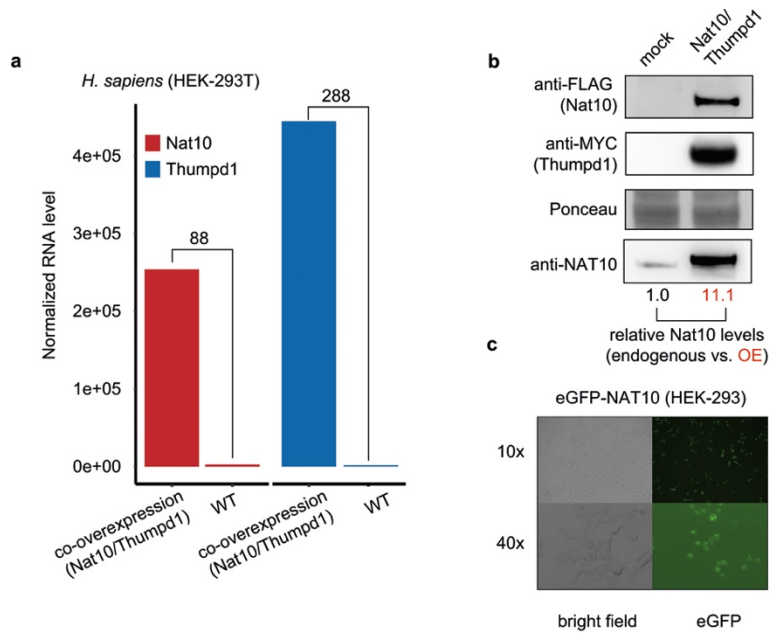 a
H. sapiens (HEK-293T)
288
Nat10
Thumpd1
88
Normalized RNA level
4e+05
3e+05
2e+05
1e+05
0e+00
co-overexpression
(Nat10/Thumpd1)
WT
co-overexpression
(Nat10/Thumpd1)
WT
b
mock
Nat10/
Thumpd1
anti-FLAG
(Nat10)
anti-MYC
(Thumpd1)
Ponceau
anti-NAT10
1.0
11.1
relative Nat10 levels
(endogenous vs. OE)
c
eGFP-NAT10 (HEK-293)
10x
40x
bright field
eGFP